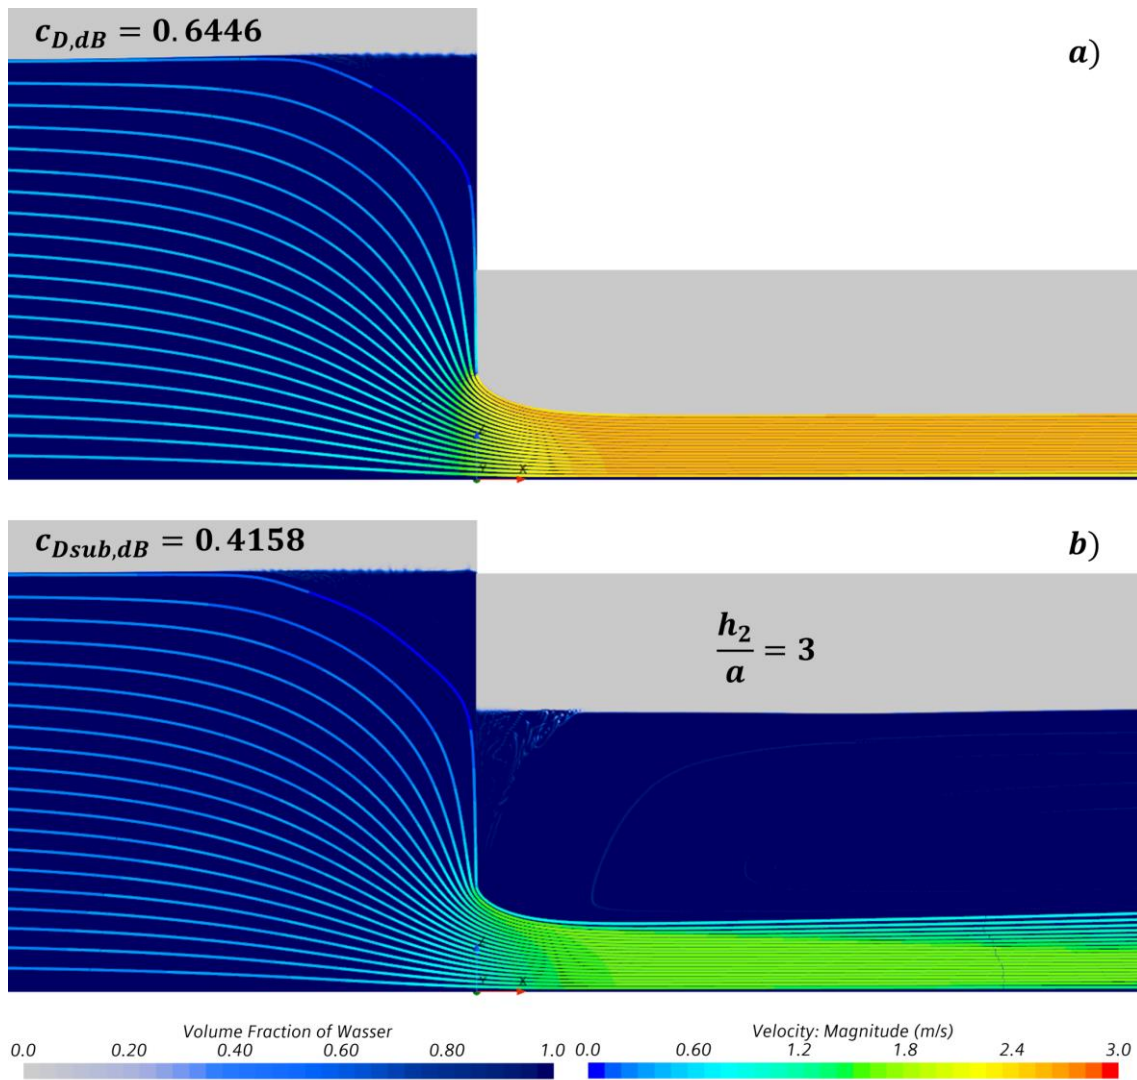 c_{D,dB} = 0.6446
a)
Y X
c_{Dsub,dB} = 0.4158
b)
h_2/a = 3
Y X
Volume Fraction of Wasser
0.0 0.20 0.40 0.60 0.80 1.0
Velocity: Magnitude (m/s)
0.0 0.60 1.2 1.8 2.4 3.0